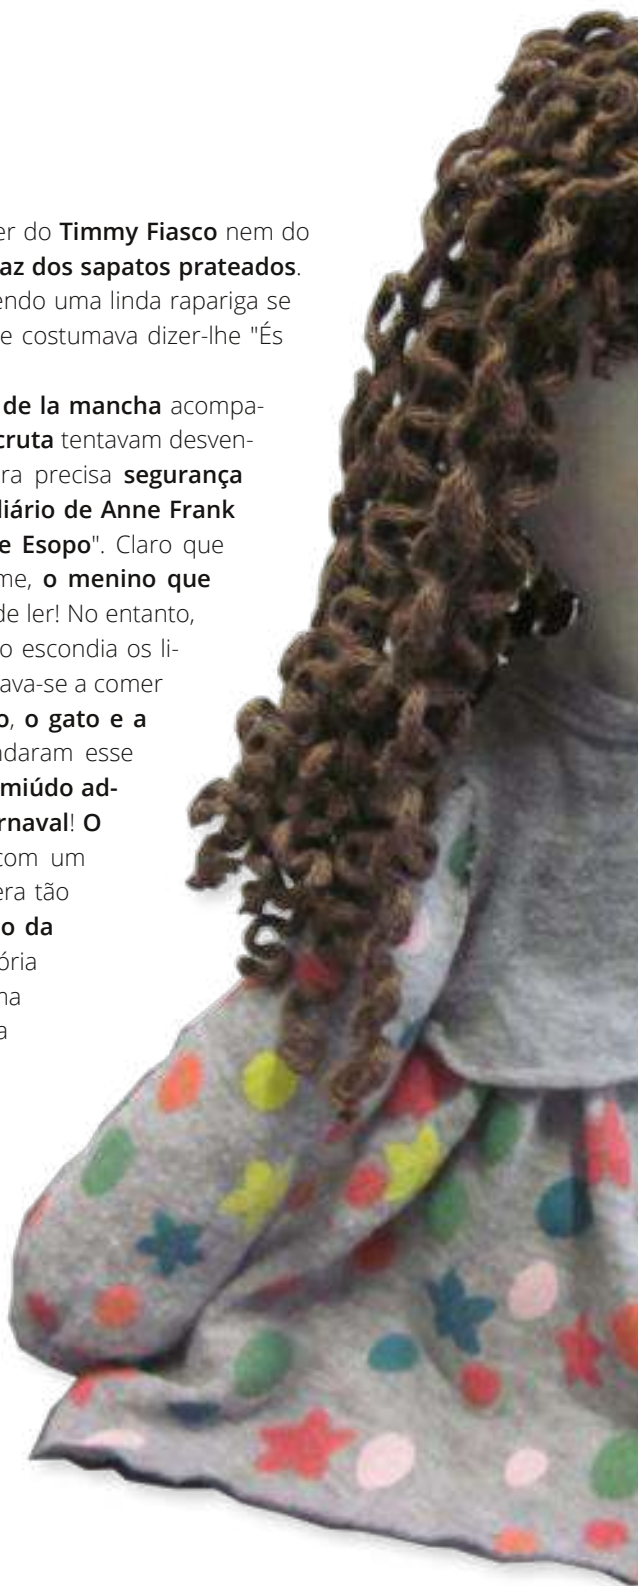 er do Timmy Fiasco nem do
az dos sapatos prateados.
endo uma linda rapariga se
e costumava dizer-lhe "És
de la mancha acompa-
cruta tentavam desven-
ra precisa segurança
liário de Anne Frank
e Esopo". Claro que
me, o menino que
de ler! No entanto,
o escondia os li-
ava-se a comer
o, o gato e a
ndaram esse
miúdo ad-
rnaval! O
com um
era tão
o da
ória
na
a